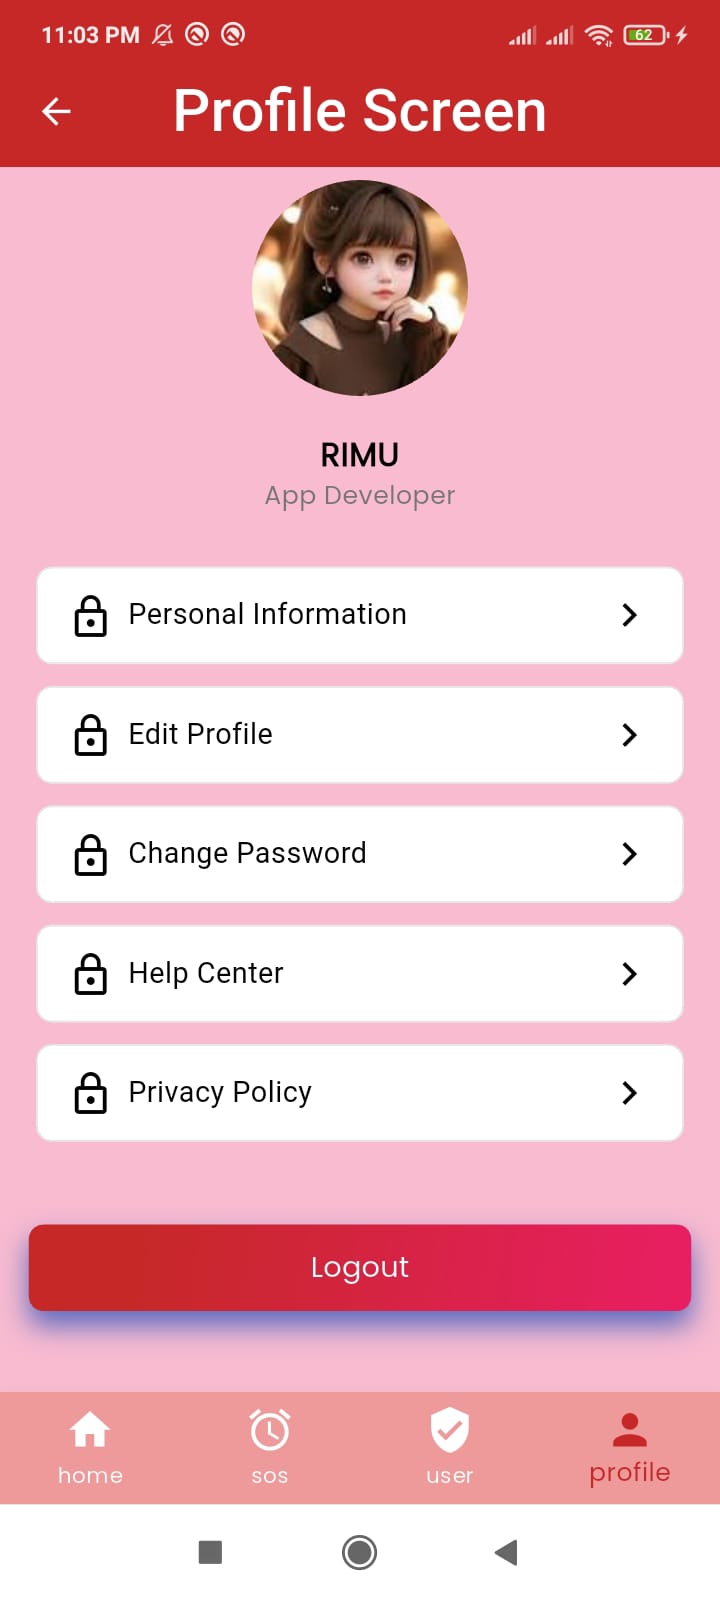 11:03 PM
62
Profile Screen
RIMU
App Developer
Personal Information
Edit Profile
Change Password
Help Center
Privacy Policy
Logout
home
sos
user
profile